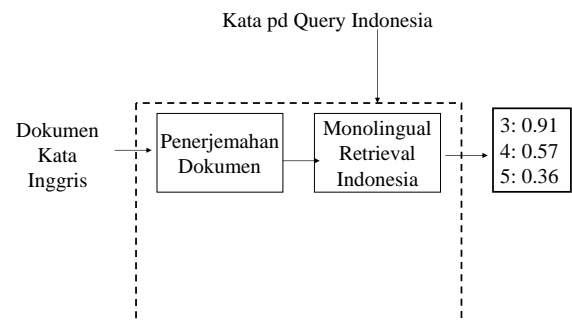 Kata pd Query Indonesia
Dokumen
Kata
Inggris
Penerjemahan
Dokumen
Monolingual
Retrieval
Indonesia
3: 0.91
4: 0.57
5: 0.36